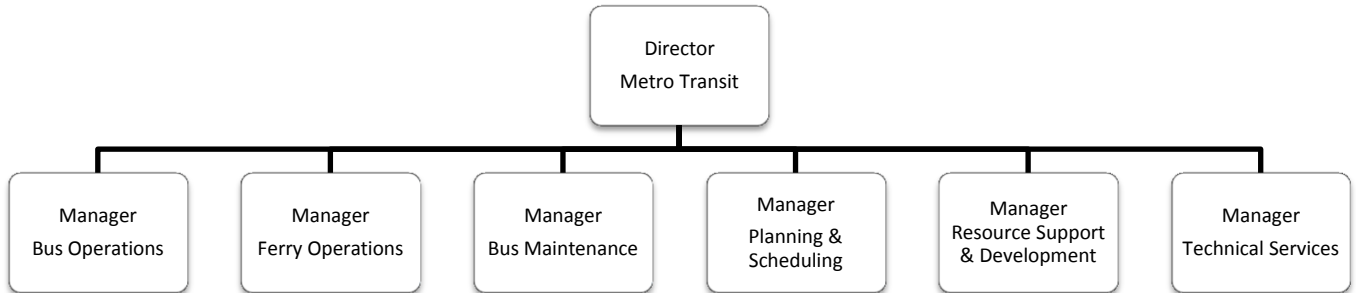 Director
Metro Transit
Manager
Bus Operations
Manager
Ferry Operations
Manager
Bus Maintenance
Manager
Planning &
Scheduling
Manager
Resource Support
& Development
Manager
Technical Services